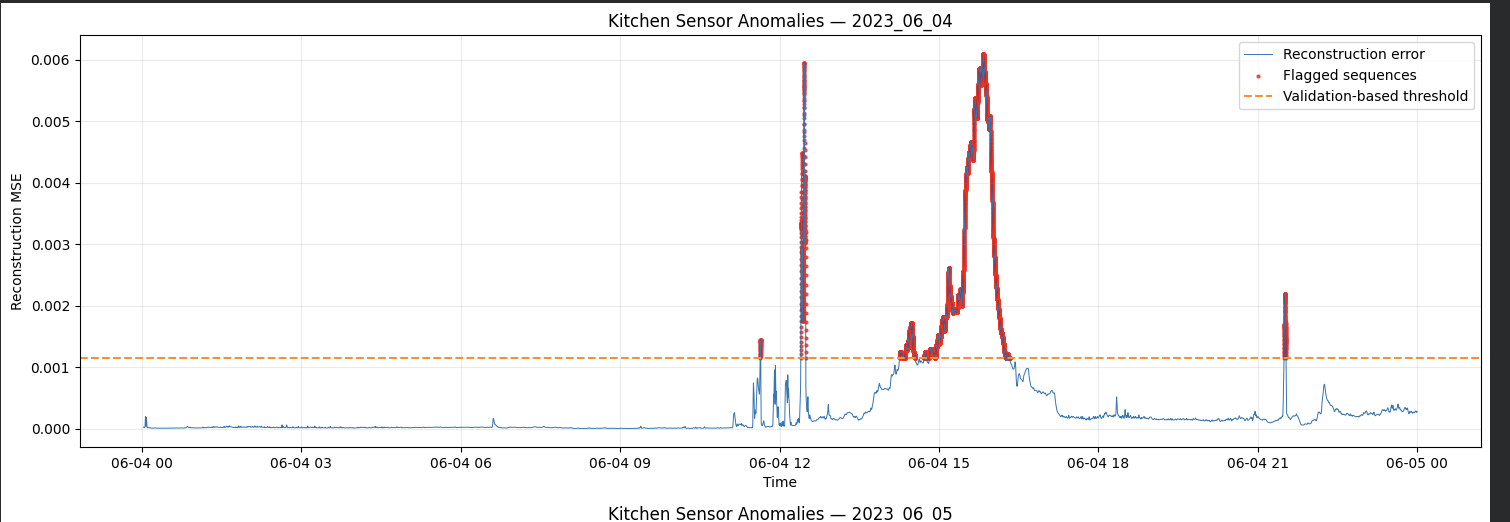 Kitchen Sensor Anomalies — 2023_06_04
Reconstruction error
Flagged sequences
Validation-based threshold
Reconstruction MSE
0.006
0.005
0.004
0.003
0.002
0.001
0.000
06-04 00 06-04 03 06-04 06 06-04 09 06-04 12 06-04 15 06-04 18 06-04 21 06-05 00
Time
Kitchen Sensor Anomalies — 2023_06_05